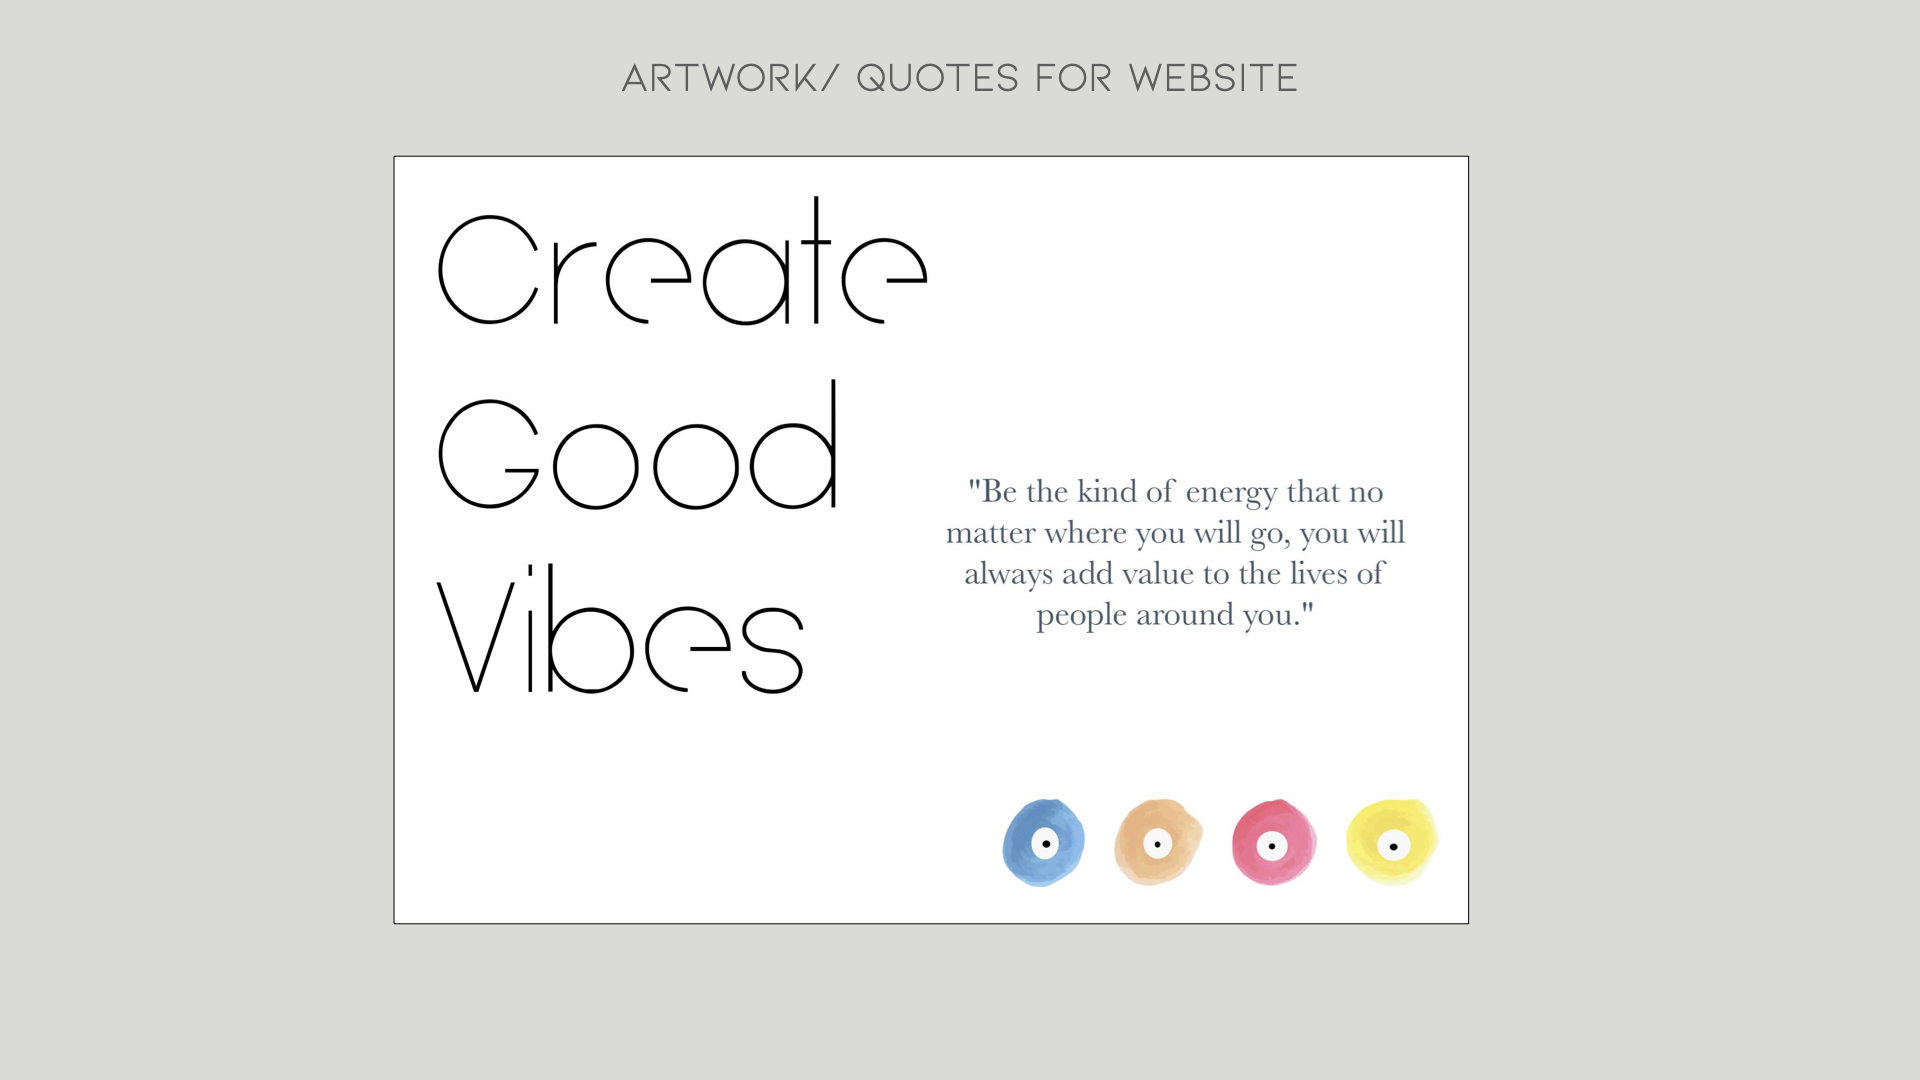 ARTWORK/ QUOTES FOR WEBSITE
Create
Good
Vibes
"Be the kind of energy that no
matter where you will go, you will
always add value to the lives of
people around you."